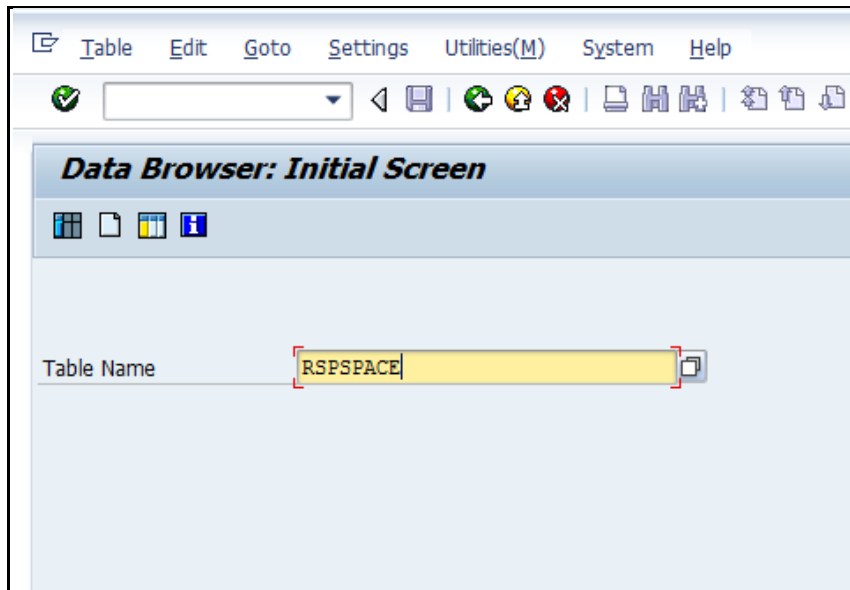 Table Edit Goto Settings Utilities(M) System Help
Data Browser: Initial Screen
Table Name RSPSPACE